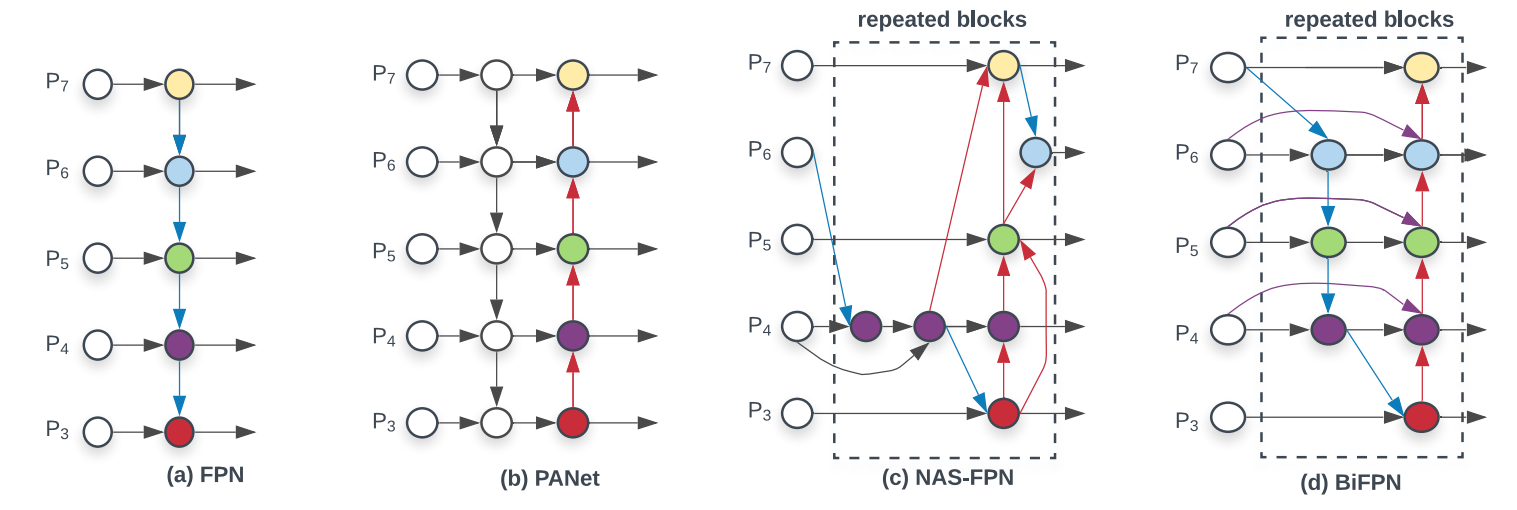 repeated blocks
repeated blocks
P7
P6
P5
P4
P3
(a) FPN
P7
P6
P5
P4
P3
(b) PANet
P7
P6
P5
P4
P3
(c) NAS-FPN
P7
P6
P5
P4
P3
(d) BiFPN